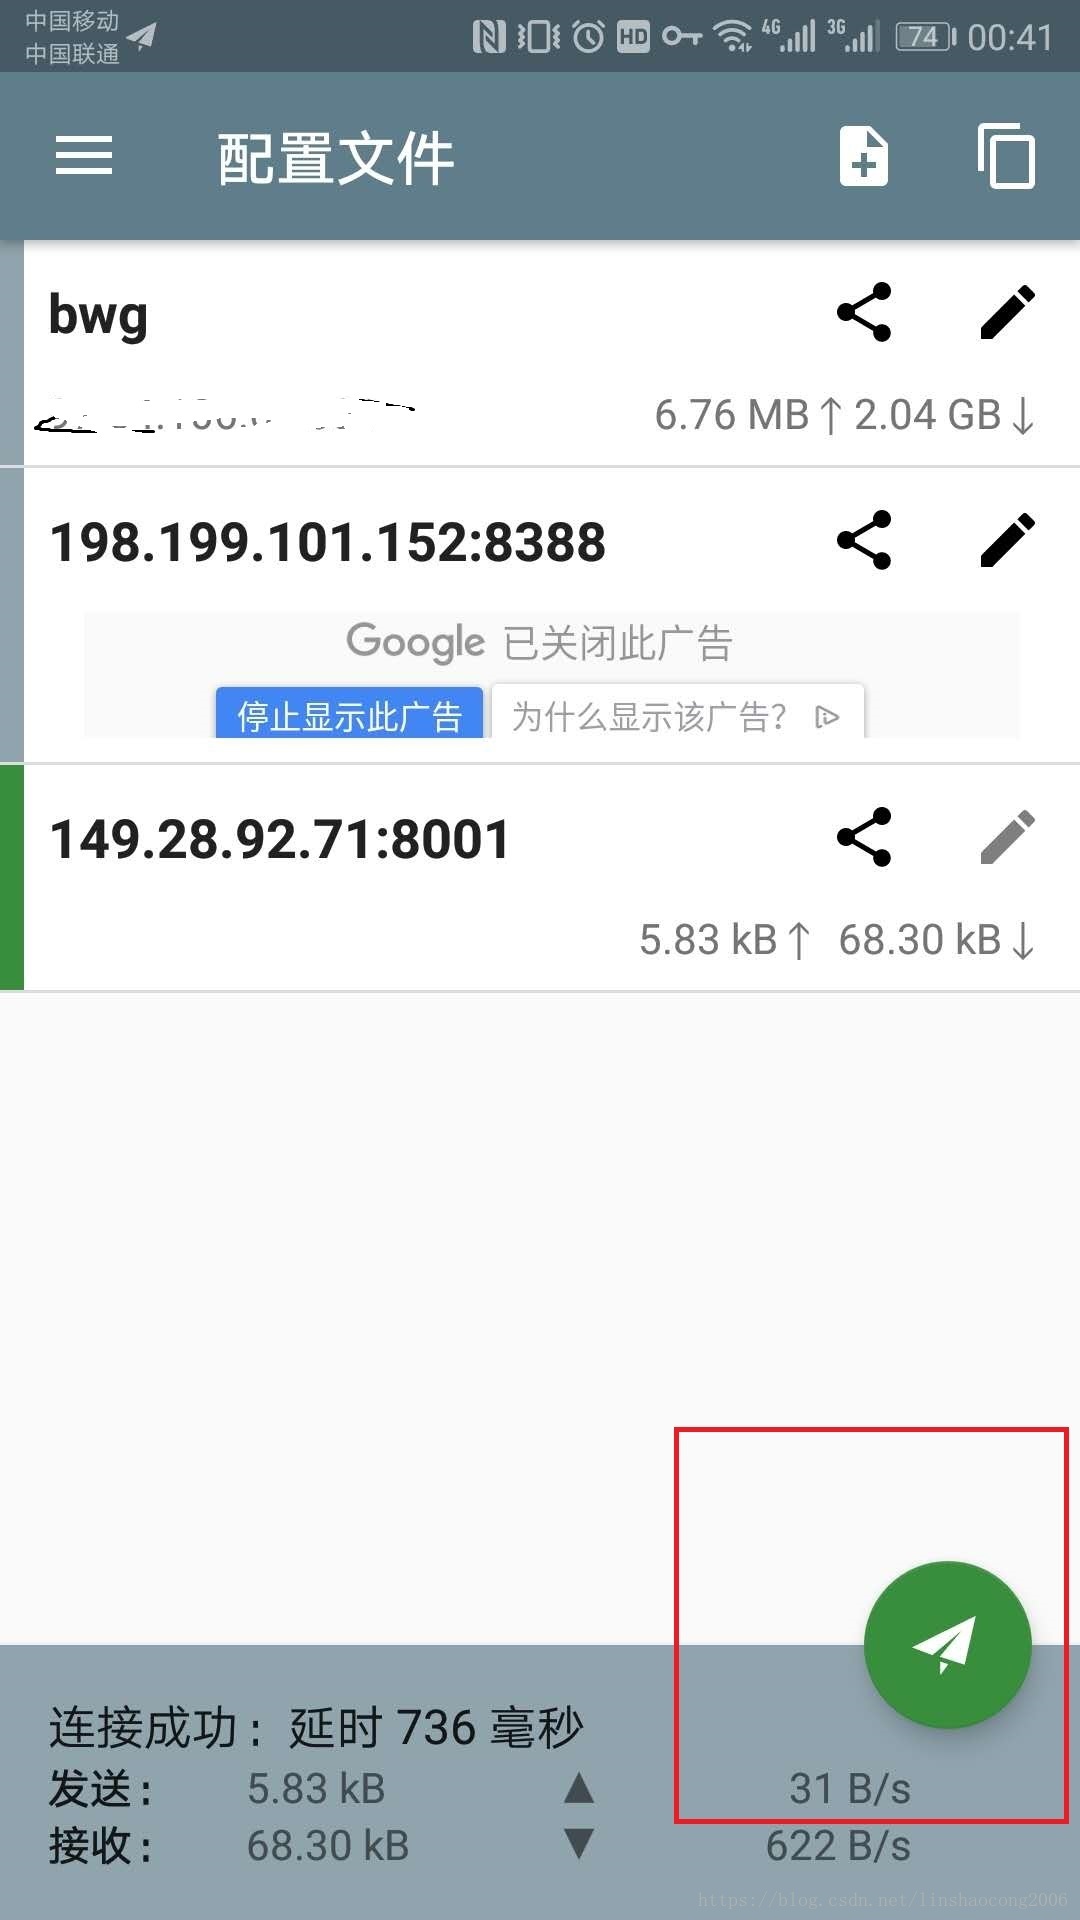 中国移动
中国联通
HD 4G 3G 74 00:41
配置文件
bwg
6.76 MB↑ 2.04 GB↓
198.199.101.152:8388
Google 已关闭此广告
停止显示此广告 为什么显示该广告?
149.28.92.71:8001
5.83 kB↑ 68.30 kB↓
连接成功: 延时 736 毫秒
发送: 5.83 kB ▲ 31 B/s
接收: 68.30 kB ▼ 622 B/s
https://blog.csdn.net/linshaocong2006